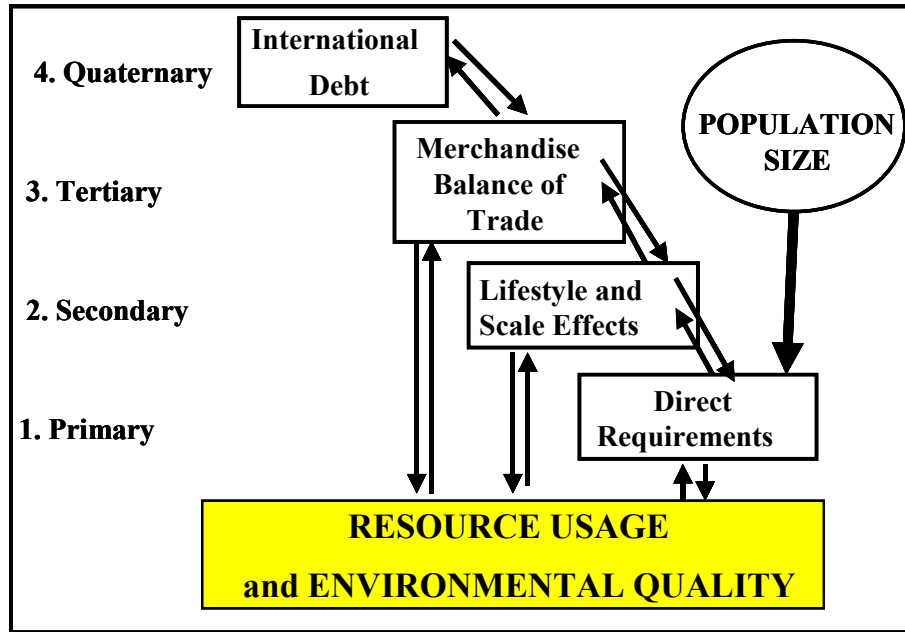 International
Debt
4. Quaternary
POPULATION
SIZE
Merchandise
Balance of
Trade
3. Tertiary
Lifestyle and
Scale Effects
2. Secondary
Direct
Requirements
1. Primary
RESOURCE USAGE
and ENVIRONMENTAL QUALITY